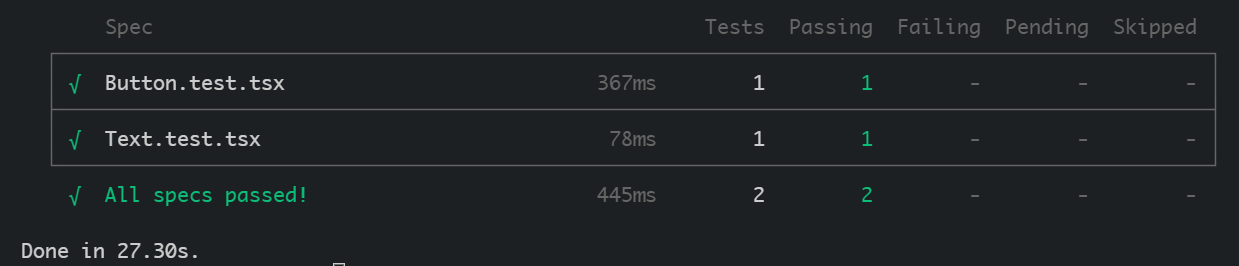 Spec Tests Passing Failing Pending Skipped
√ Button.test.tsx 367ms 1 1 - - -
√ Text.test.tsx 78ms 1 1 - - -
√ All specs passed! 445ms 2 2 - - -
Done in 27.30s.